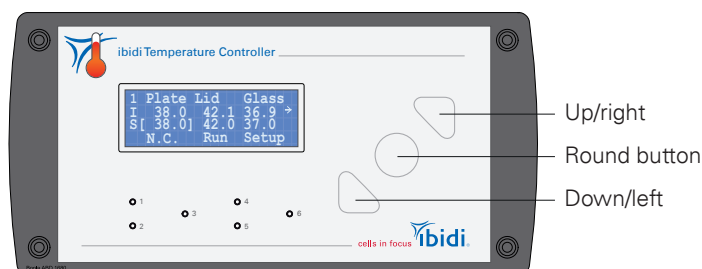 ibidi Temperature Controller
1 Plate Lid Glass
I 38.0 42.1 36.9 →
S[ 38.0] 42.0 37.0
N.C. Run Setup
Up/right
Round button
Down/left
1
2
3
4
5
6
cells in focus ibidi®